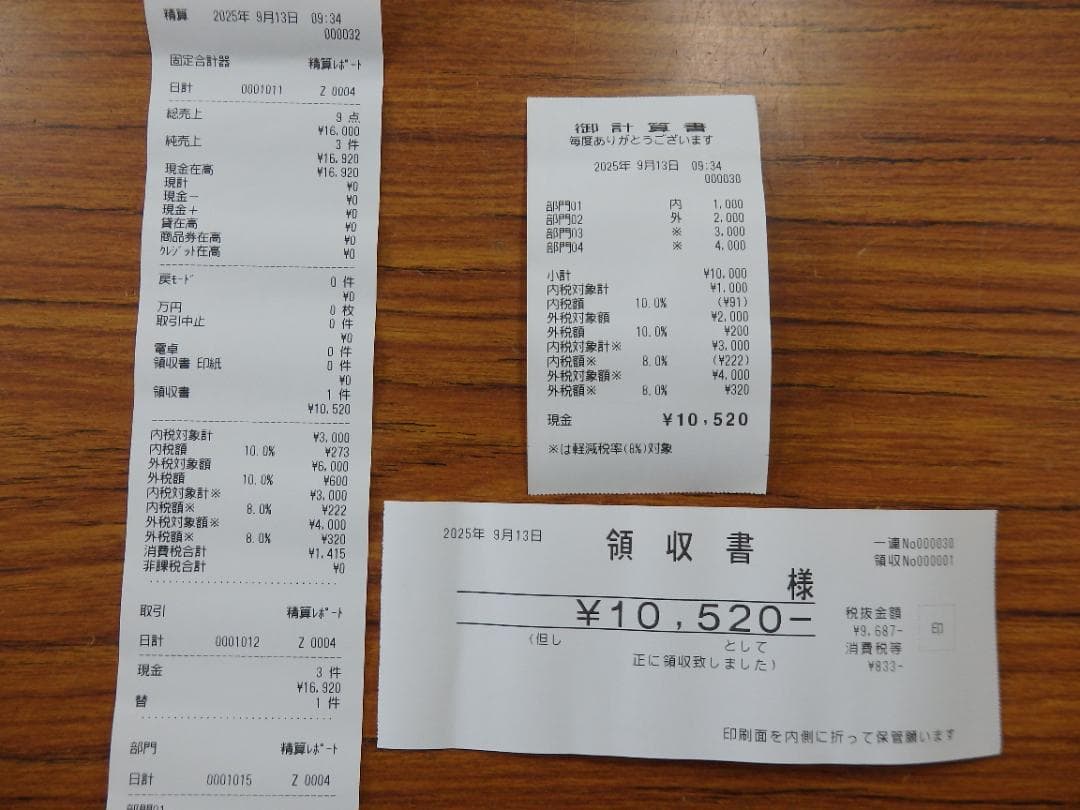 精算 2025年 9月13日 09:34
000032
固定合計器 精算ﾚﾎﾟｰﾄ
日計 0001011 Z 0004
総売上 9 点
¥16,000
純売上 3 件
¥16,920
現金在高 ¥16,920
現計 ¥0
現金－ ¥0
現金＋ ¥0
貸在高 ¥0
商品券在高 ¥0
ｸﾚｼﾞｯﾄ在高 ¥0
戻ﾓｰﾄﾞ 0 件
¥0
万円 0 枚
取引中止 0 件
¥0
電卓 0 件
領収書 印紙 0 件
¥0
領収書 1 件
¥10,520
内税対象計 ¥3,000
内税額 10.0% ¥273
外税対象額 ¥6,000
外税額 10.0% ¥600
内税対象計※ ¥3,000
内税額※ 8.0% ¥222
外税対象額※ ¥4,000
外税額※ 8.0% ¥320
消費税合計 ¥1,415
非課税合計 ¥0
取引 精算ﾚﾎﾟｰﾄ
日計 0001012 Z 0004
現金 3 件
¥16,920
替 1 件
部門 精算ﾚﾎﾟｰﾄ
日計 0001015 Z 0004
部門01
御計算書
毎度ありがとうございます
2025年 9月13日 09:34
000030
部門01 内 1,000
部門02 外 2,000
部門03 ※ 3,000
部門04 ※ 4,000
小計 ¥10,000
内税対象計 ¥1,000
内税額 10.0% (¥91)
外税対象額 ¥2,000
外税額 10.0% ¥200
内税対象計※ ¥3,000
内税額※ 8.0% (¥222)
外税対象額※ ¥4,000
外税額※ 8.0% ¥320
現金 ¥10,520
※は軽減税率(8%)対象
2025年 9月13日
領収書
一連No000030
領収No000001
様
¥10,520－
(但し として
正に領収致しました)
税抜金額
¥9,687-
消費税等
¥833-
印
印刷面を内側に折って保管願います